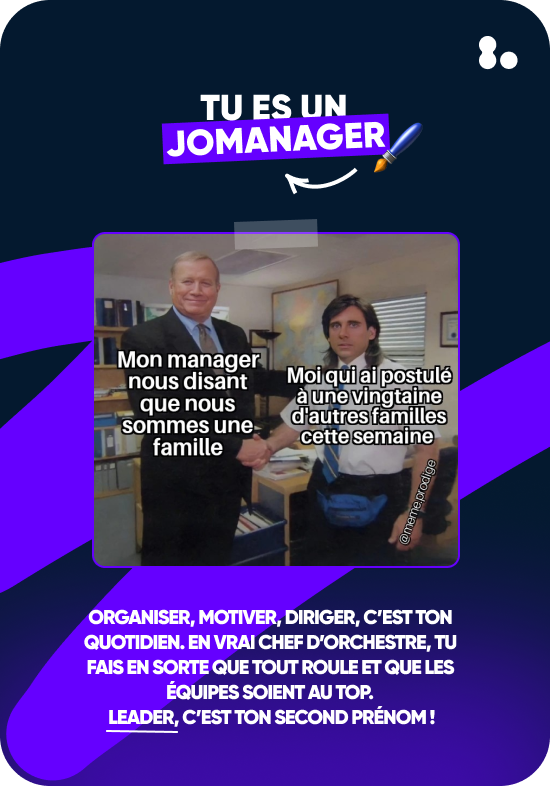 TU ES UN
JOMANAGER
Mon manager
nous disant
que nous
sommes une
famille
Moi qui ai postulé
à une vingtaine
d'autres familles
cette semaine
@memeprodige
ORGANISER, MOTIVER, DIRIGER, C’EST TON
QUOTIDIEN. EN VRAI CHEF D’ORCHESTRE, TU
FAIS EN SORTE QUE TOUT ROULE ET QUE LES
ÉQUIPES SOIENT AU TOP.
LEADER, C’EST TON SECOND PRÉNOM !